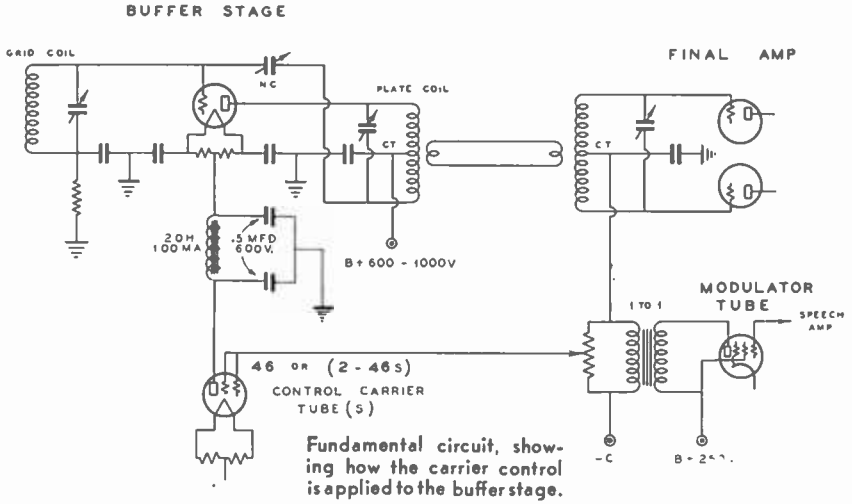 BUFFER STAGE
GRID COIL
NC
PLATE COIL
FINAL AMP
CT
CT
20H
100MA
.5 MFD
600V.
B+600-1000V
1 TO 1
MODULATOR
TUBE
SPEECH
AMP
46 OR (2-46S)
CONTROL CARRIER
TUBE(S)
-C
Fundamental circuit, show-
ing how the carrier control
is applied to the buffer stage.